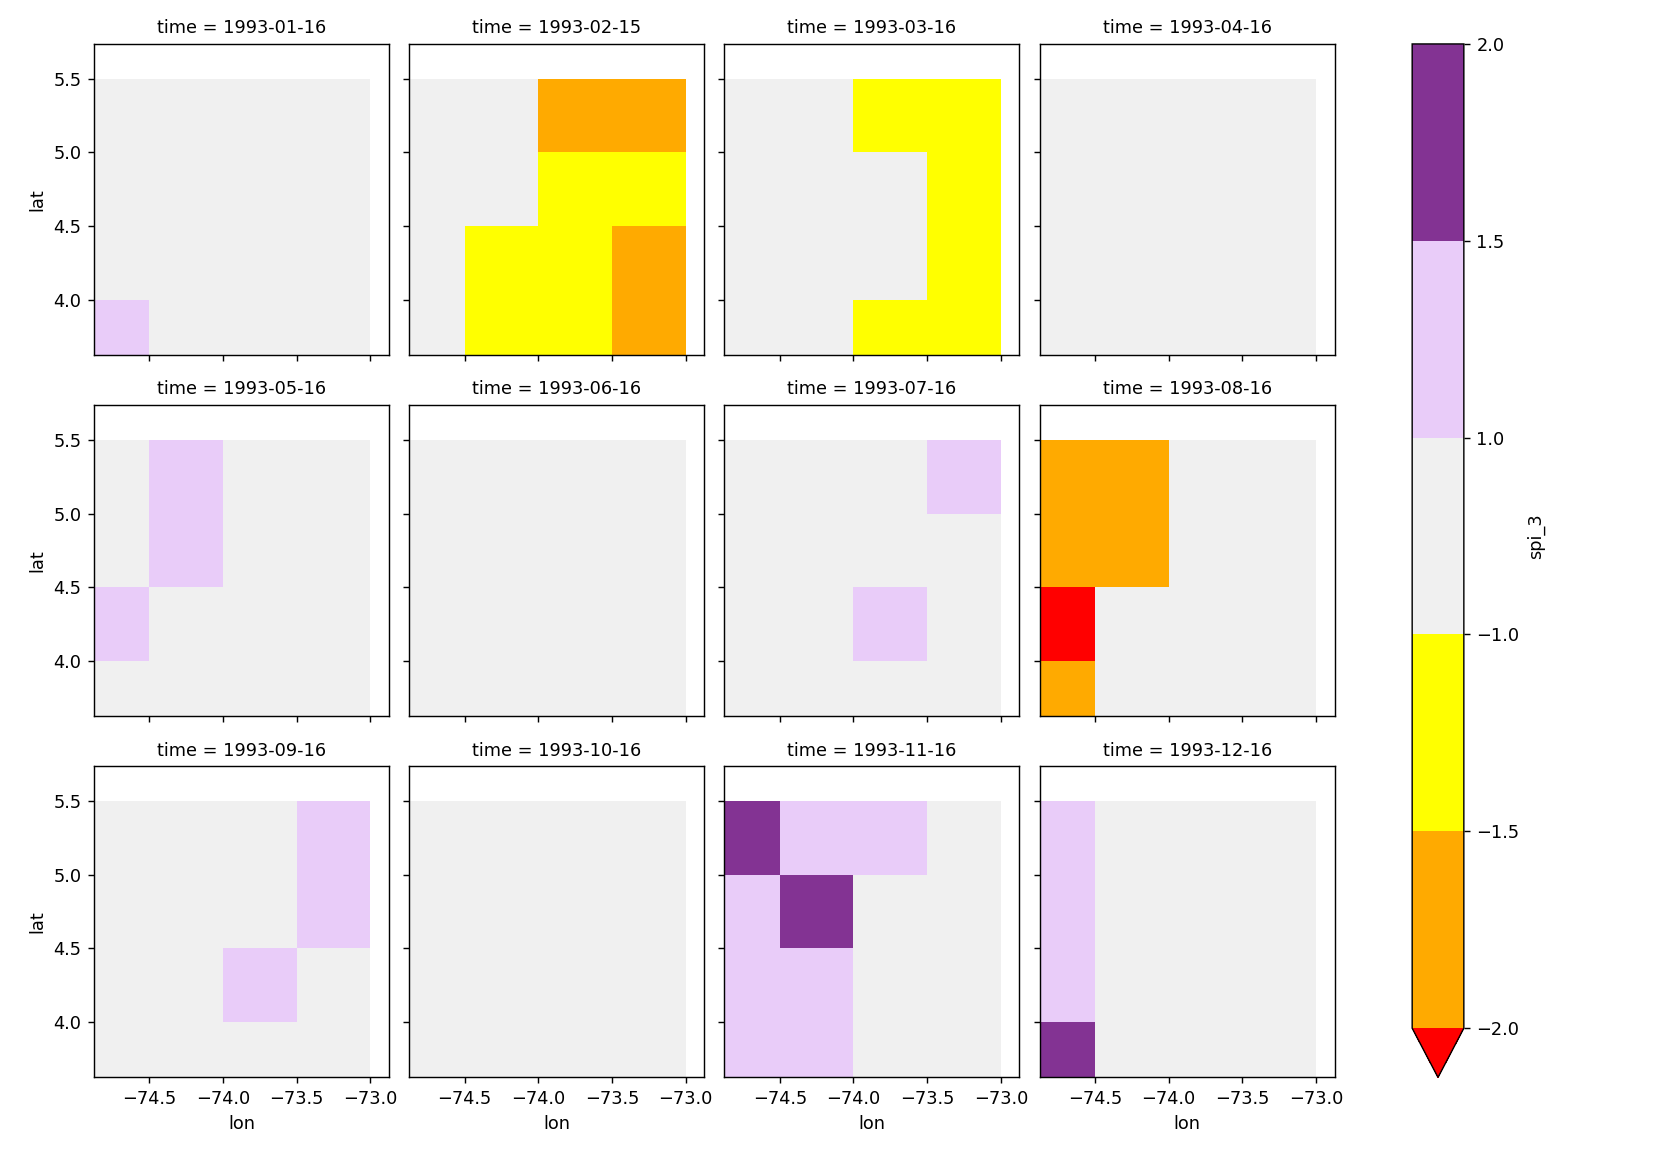 time = 1993-01-16
time = 1993-02-15
time = 1993-03-16
time = 1993-04-16
5.5
5.0
4.5
4.0
lat
time = 1993-05-16
time = 1993-06-16
time = 1993-07-16
time = 1993-08-16
5.5
5.0
4.5
4.0
lat
time = 1993-09-16
time = 1993-10-16
time = 1993-11-16
time = 1993-12-16
5.5
5.0
4.5
4.0
lat
−74.5 −74.0 −73.5 −73.0
lon
−74.5 −74.0 −73.5 −73.0
lon
−74.5 −74.0 −73.5 −73.0
lon
−74.5 −74.0 −73.5 −73.0
lon
2.0
1.5
1.0
−1.0
−1.5
−2.0
spi_3